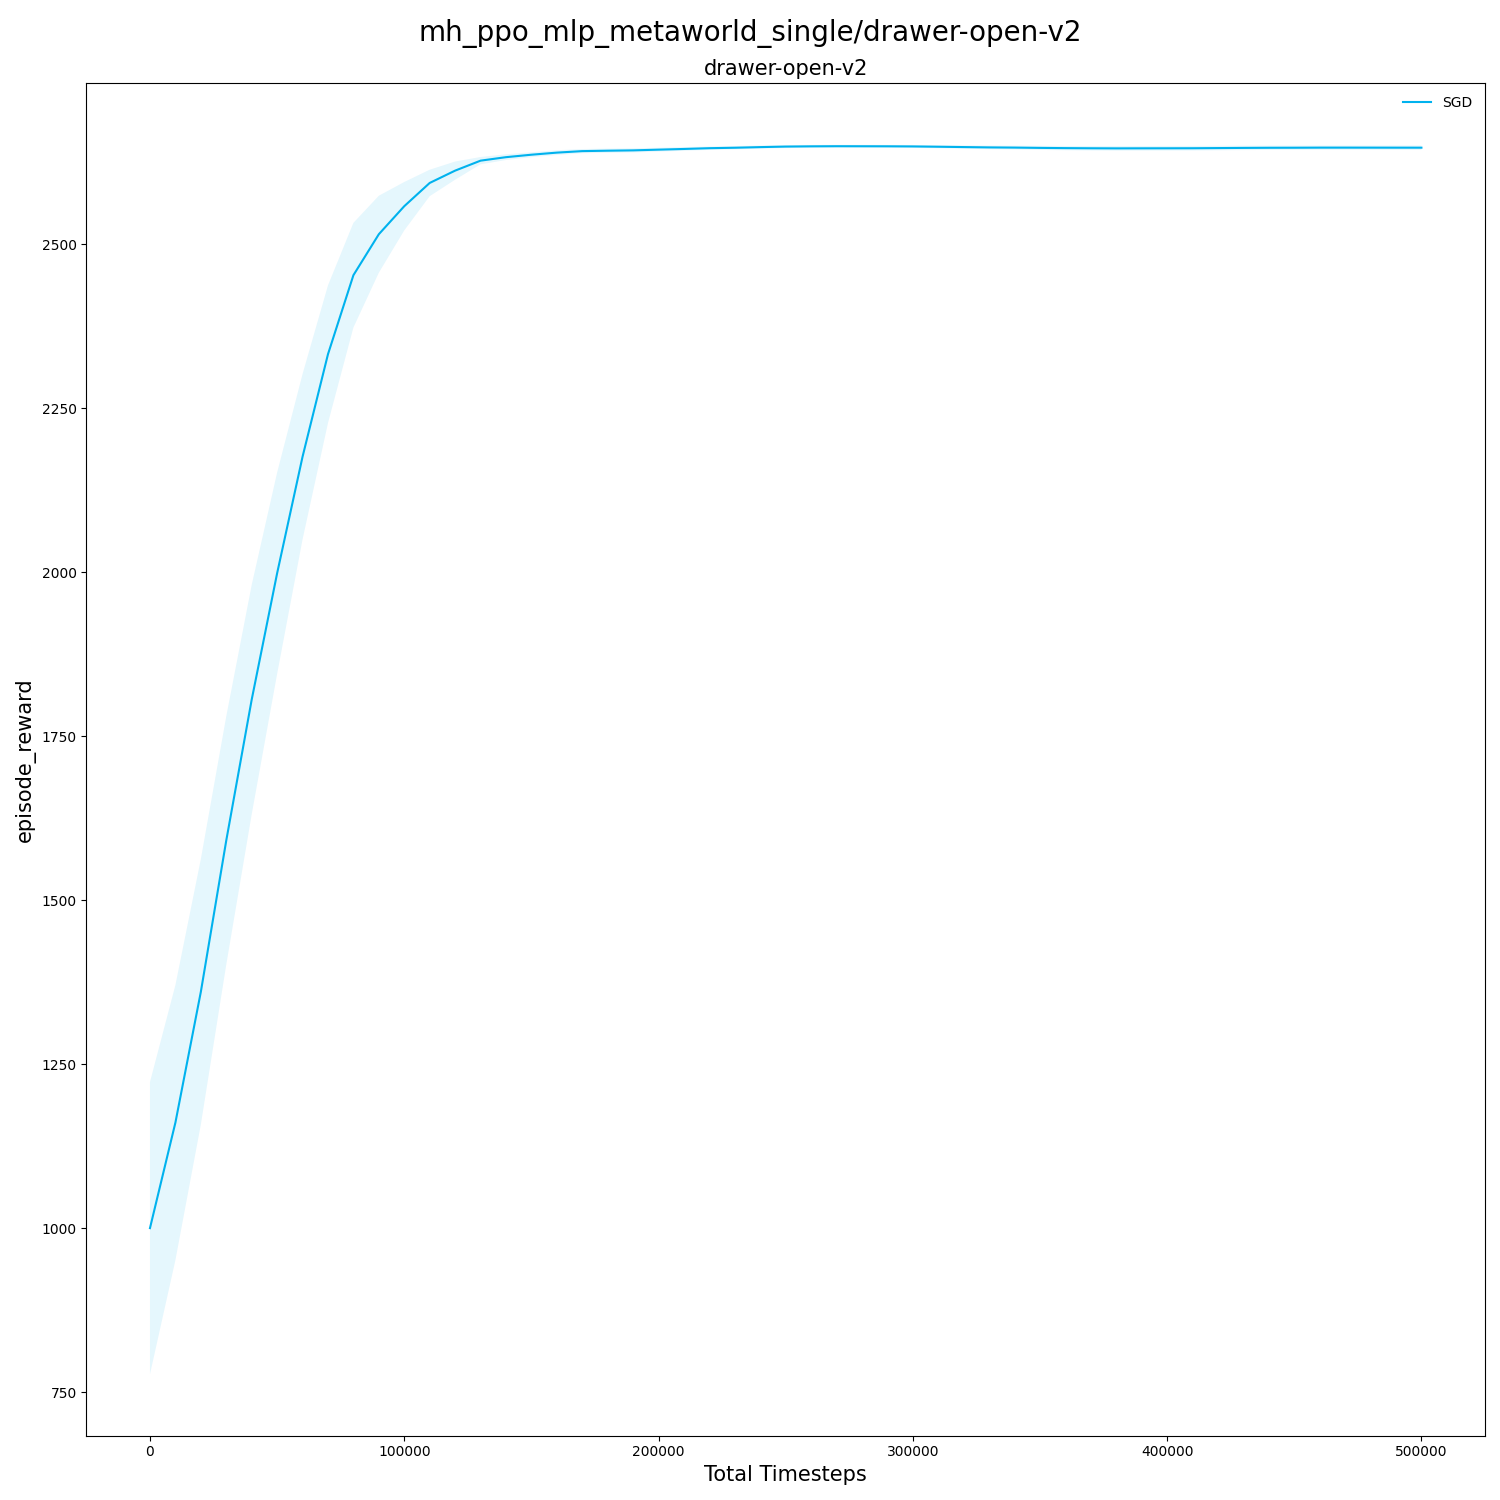 mh_ppo_mlp_metaworld_single/drawer-open-v2
drawer-open-v2
SGD
episode_reward
2500
2250
2000
1750
1500
1250
1000
750
0 100000 200000 300000 400000 500000
Total Timesteps